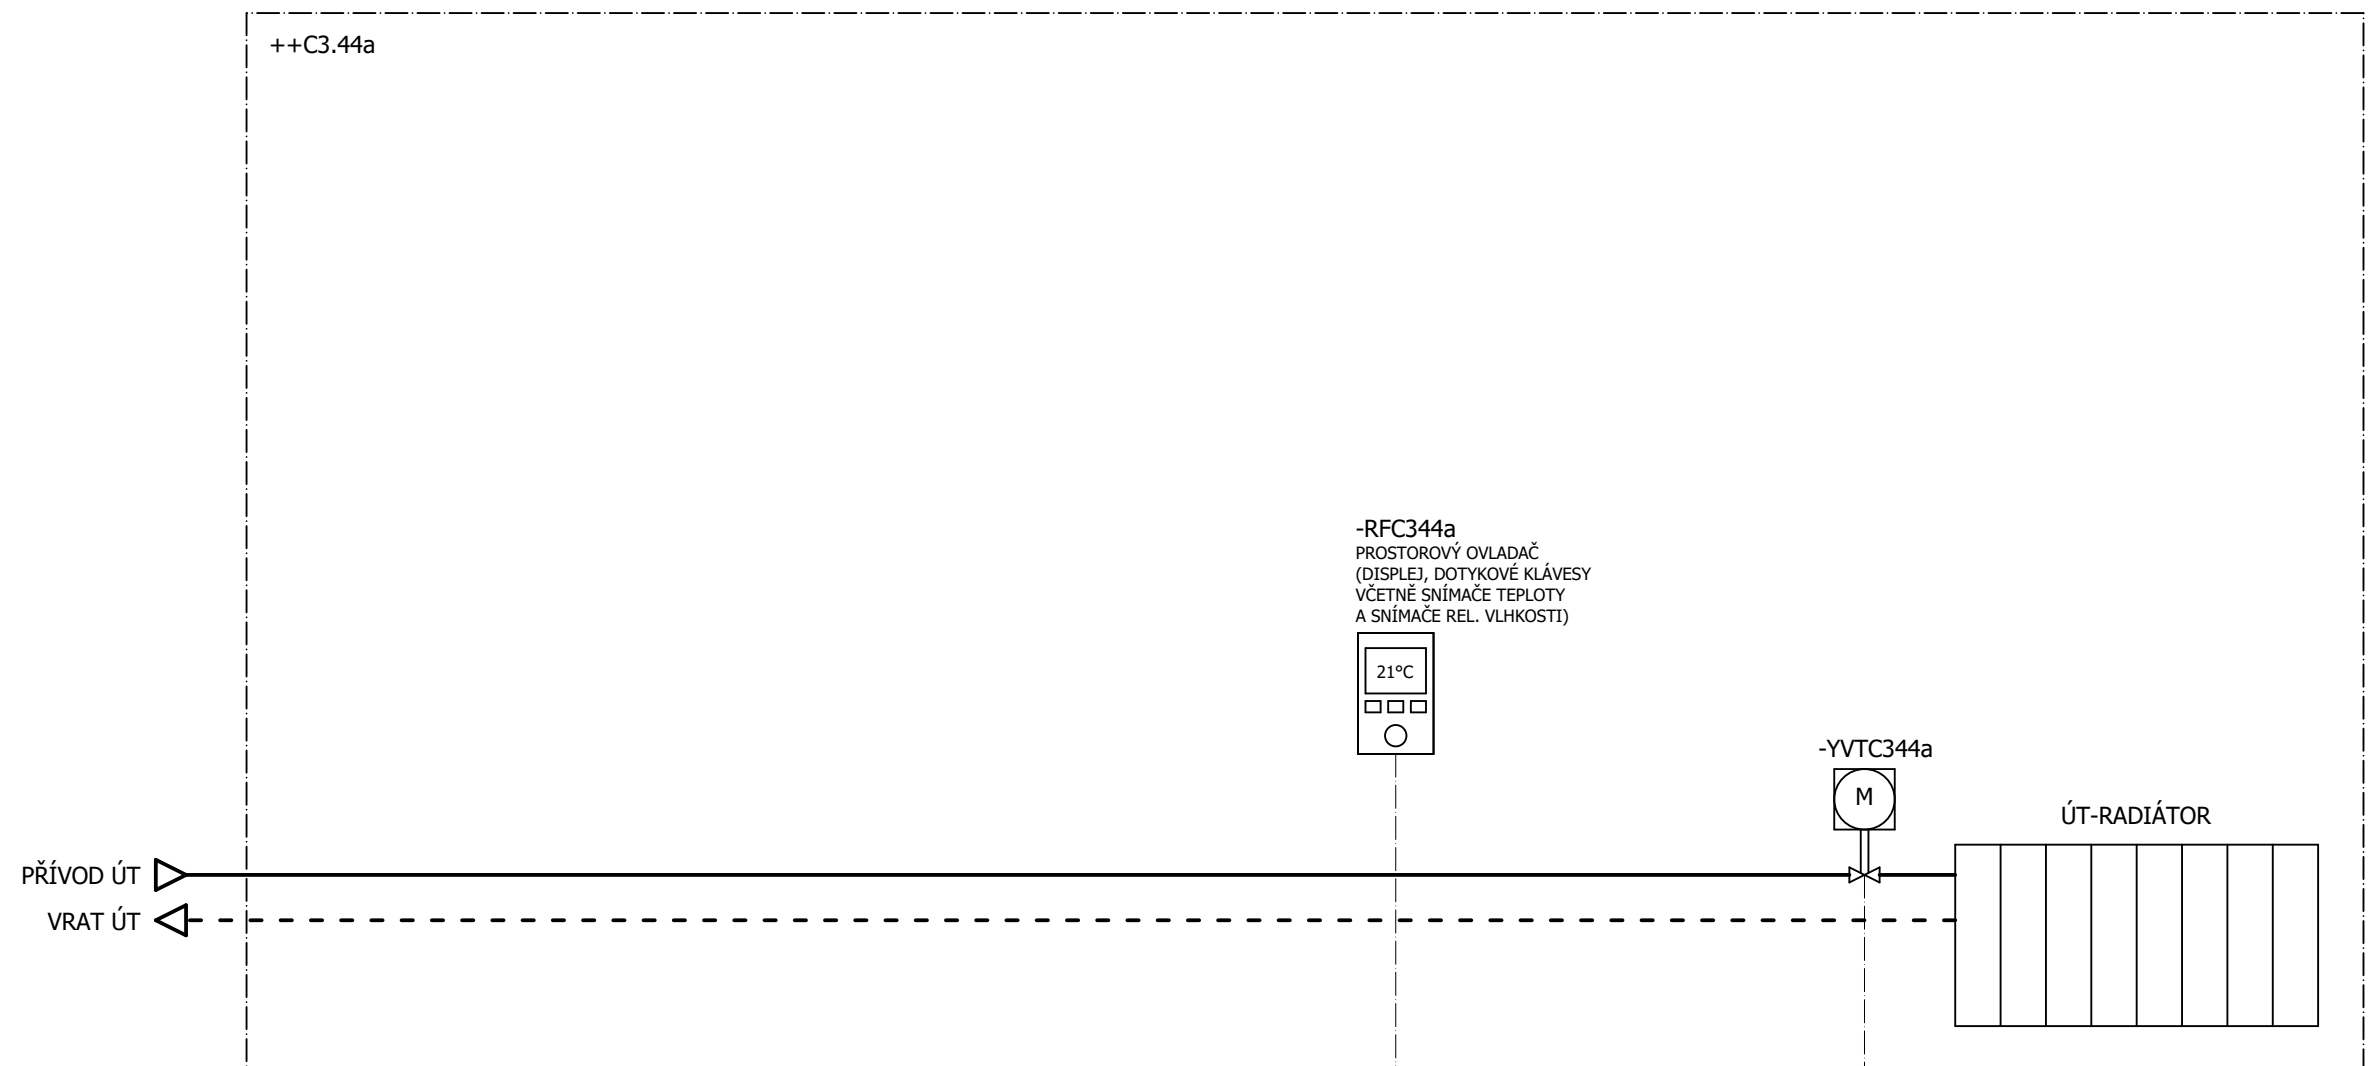 ++C3.44a
-RFC344a
PROSTOROVÝ OVLADAČ
(DISPLEJ, DOTYKOVÉ KLÁVESY
VČETNĚ SNÍMAČE TEPLOTY
A SNÍMAČE REL. VLHKOSTI)
21°C
-YVTC344a
M
ÚT-RADIÁTOR
PŘÍVOD ÚT
VRAT ÚT